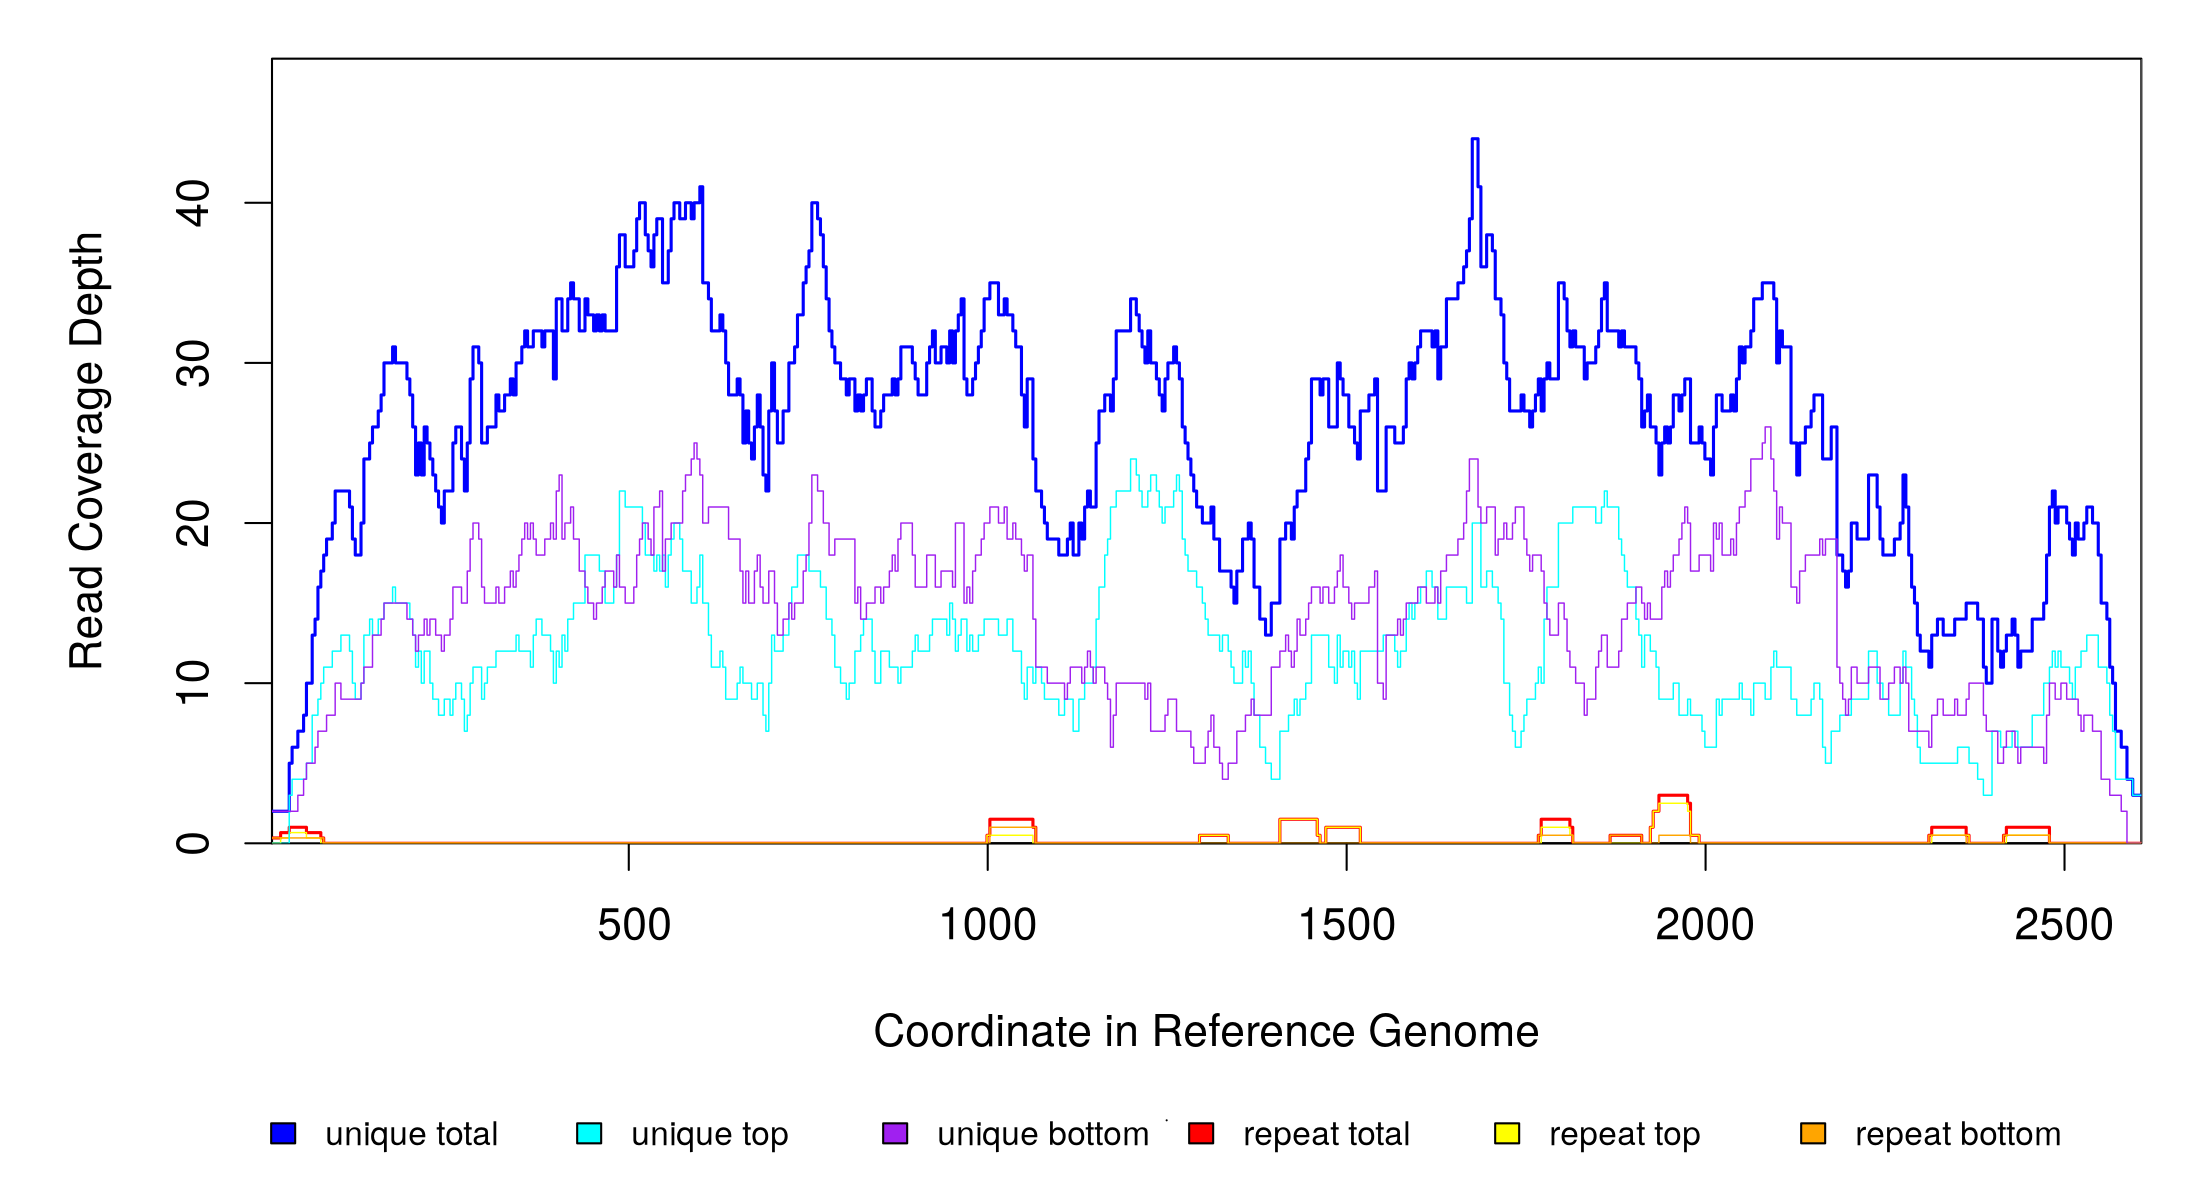 Read Coverage Depth
40
30
20
10
0
500 1000 1500 2000 2500
Coordinate in Reference Genome
unique total unique top unique bottom repeat total repeat top repeat bottom